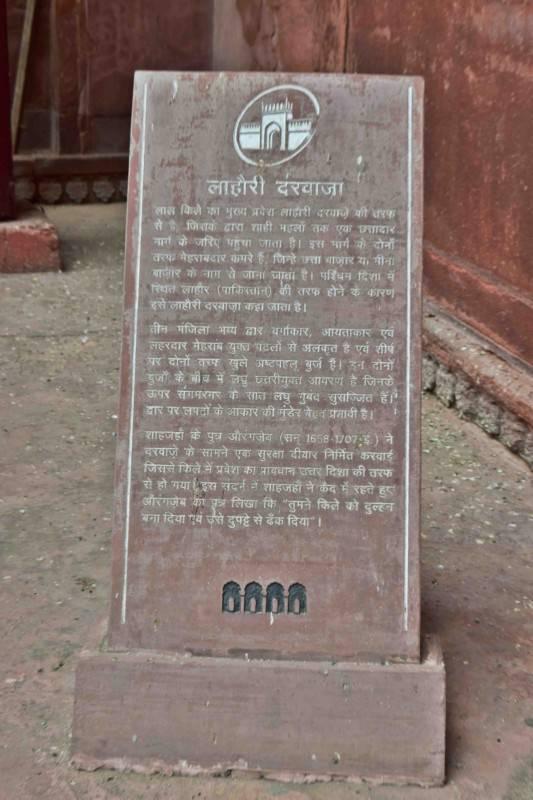 लाहौरी दरवाज़ा
लाल किले का मुख्य प्रवेश लाहौरी दरवाजे की तरफ
से है, जिसके द्वारा शाही महलों तक एक छत्तादार
मार्ग के जरिए पहुंचा जाता है। इस मार्ग के दोनों
तरफ मेहराबदार कमरे हैं, जिन्हें छत्ता बाज़ार या मीना
बाज़ार के नाम से जाना जाता है। पश्चिम दिशा में
स्थित लाहौर (पाकिस्तान) की तरफ होने के कारण
इसे लाहौरी दरवाज़ा कहा जाता है।
तीन मंजिला भव्य द्वार वर्गाकार, आयताकार एवं
लहरदार मेहराब युक्त पटलों से अलंकृत है एवं शीर्ष
पर दोनों तरफ खुले अष्टपहलू बुर्ज हैं। इन दोनों
बुर्जों के बीच में लघु छतरीयुक्त आवरण है जिनके
ऊपर संगमरमर के सात लघु गुंबद सुसज्जित हैं।
द्वार पर लपटों के आकार की मुंडेर बेहद प्रभावी है।
शाहजहाँ के पुत्र औरंगज़ेब (सन् 1658-1707 ई.) ने
दरवाज़े के सामने एक सुरक्षा दीवार निर्मित करवाई
जिससे किले में प्रवेश का प्रावधान उत्तर दिशा की तरफ
से हो गया। इस संदर्भ में शाहजहाँ ने कैद में रहते हुए
औरंगज़ेब को पत्र लिखा कि "तुमने किले को दुल्हन
बना दिया एवं उसे दुपट्टे से ढँक दिया"।